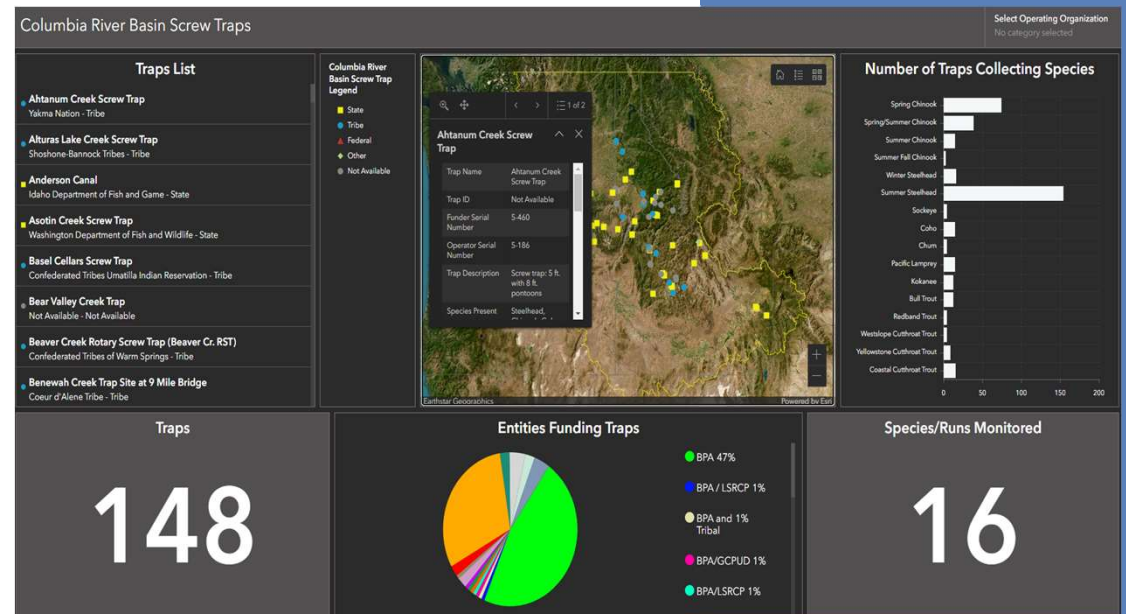 Columbia River Basin Screw Traps
Select Operating Organization
No category selected
Traps List
Ahtanum Creek Screw Trap
Yakma Nation - Tribe
Alturas Lake Creek Screw Trap
Shoshone-Bannock Tribes - Tribe
Anderson Canal
Idaho Department of Fish and Game - State
Asotin Creek Screw Trap
Washington Department of Fish and Wildlife - State
Basel Cellars Screw Trap
Confederated Tribes Umatilla Indian Reservation - Tribe
Bear Valley Creek Trap
Not Available - Not Available
Beaver Creek Rotary Screw Trap (Beaver Cr. RST)
Confederated Tribes of Warm Springs - Tribe
Benewah Creek Trap Site at 9 Mile Bridge
Coeur d'Alene Tribe - Tribe
Columbia River
Basin Screw Trap
Legend
State
Tribe
Federal
Other
Not Available
1 of 2
Ahtanum Creek Screw
Trap
Trap Name Ahtanum Creek
Screw Trap
Trap ID Not Available
Funder Serial 5-460
Number
Operator Serial 5-186
Number
Trap Description Screw trap: 5 ft.
with 8 ft.
pontoons
Species Present Steelhead,
Earthstar Geographics
Powered by Esri
Number of Traps Collecting Species
Spring Chinook
Spring/Summer Chinook
Summer Chinook
Summer Fall Chinook
Winter Steelhead
Summer Steelhead
Sockeye
Coho
Chum
Pacific Lamprey
Kokanee
Bull Trout
Redband Trout
Westslope Cutthroat Trout
Yellowstone Cutthroat Trout
Coastal Cutthroat Trout
0 50 100 150 200
Traps
148
Entities Funding Traps
BPA 47%
BPA / LSRCP 1%
BPA and 1%
Tribal
BPA/GCPUD 1%
BPA/LSRCP 1%
Species/Runs Monitored
16